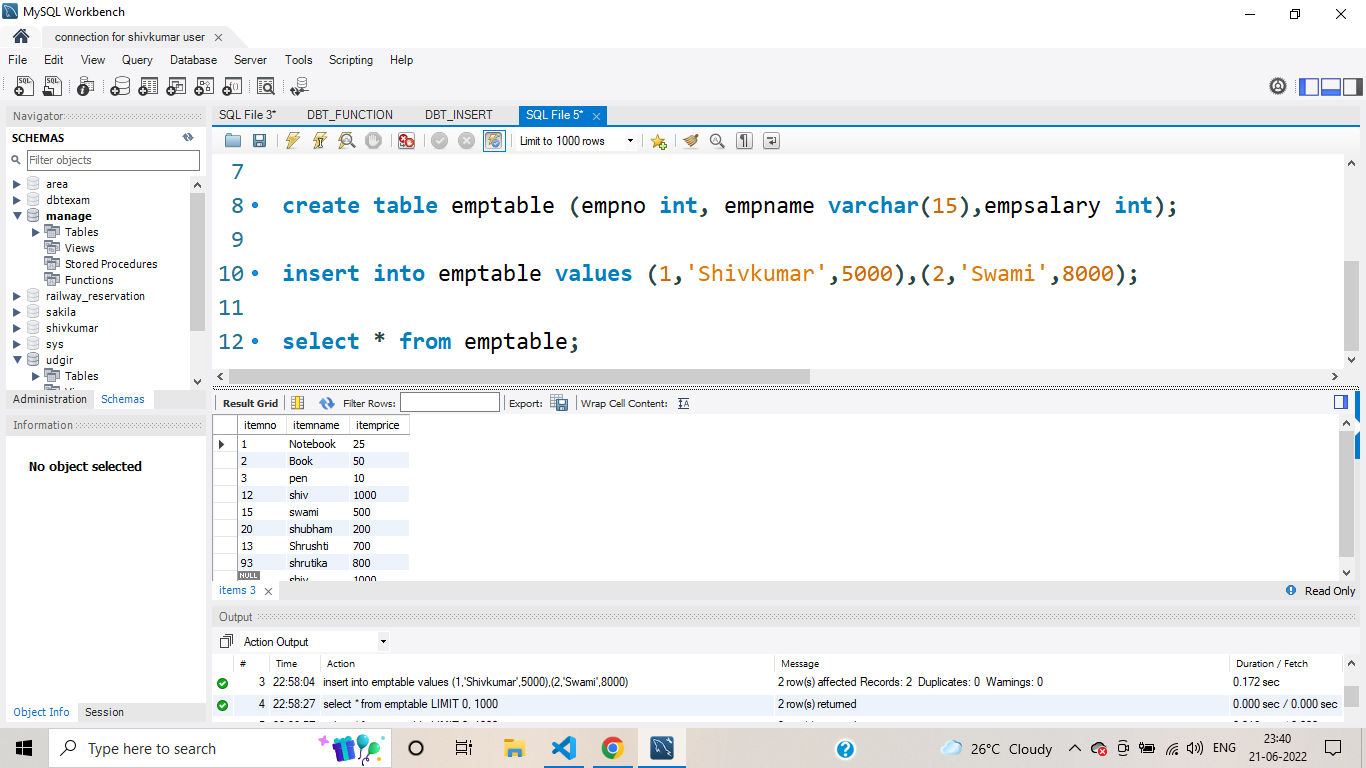 MySQL Workbench
connection for shivkumar user
File Edit View Query Database Server Tools Scripting Help
Navigator
SCHEMAS
Filter objects
area
dbtexam
manage
Tables
Views
Stored Procedures
Functions
railway_reservation
sakila
shivkumar
sys
udgir
Tables
Administration Schemas
Information
No object selected
Object Info Session
SQL File 3* DBT_FUNCTION DBT_INSERT SQL File 5*
Limit to 1000 rows
7
8 create table emptable (empno int, empname varchar(15),empsalary int);
9
10 insert into emptable values (1,'Shivkumar',5000),(2,'Swami',8000);
11
12 select * from emptable;
Result Grid Filter Rows: Export: Wrap Cell Content:
itemno itemname itemprice
1 Notebook 25
2 Book 50
3 pen 10
12 shiv 1000
15 swami 500
20 shubham 200
13 Shrushti 700
93 shrutika 800
NULL shiv 1000
items 3 Read Only
Output
Action Output
# Time Action Message Duration / Fetch
3 22:58:04 insert into emptable values (1,'Shivkumar',5000),(2,'Swami',8000) 2 row(s) affected Records: 2 Duplicates: 0 Warnings: 0 0.172 sec
4 22:58:27 select * from emptable LIMIT 0, 1000 2 row(s) returned 0.000 sec / 0.000 sec
Type here to search
26°C Cloudy ENG 23:40
21-06-2022